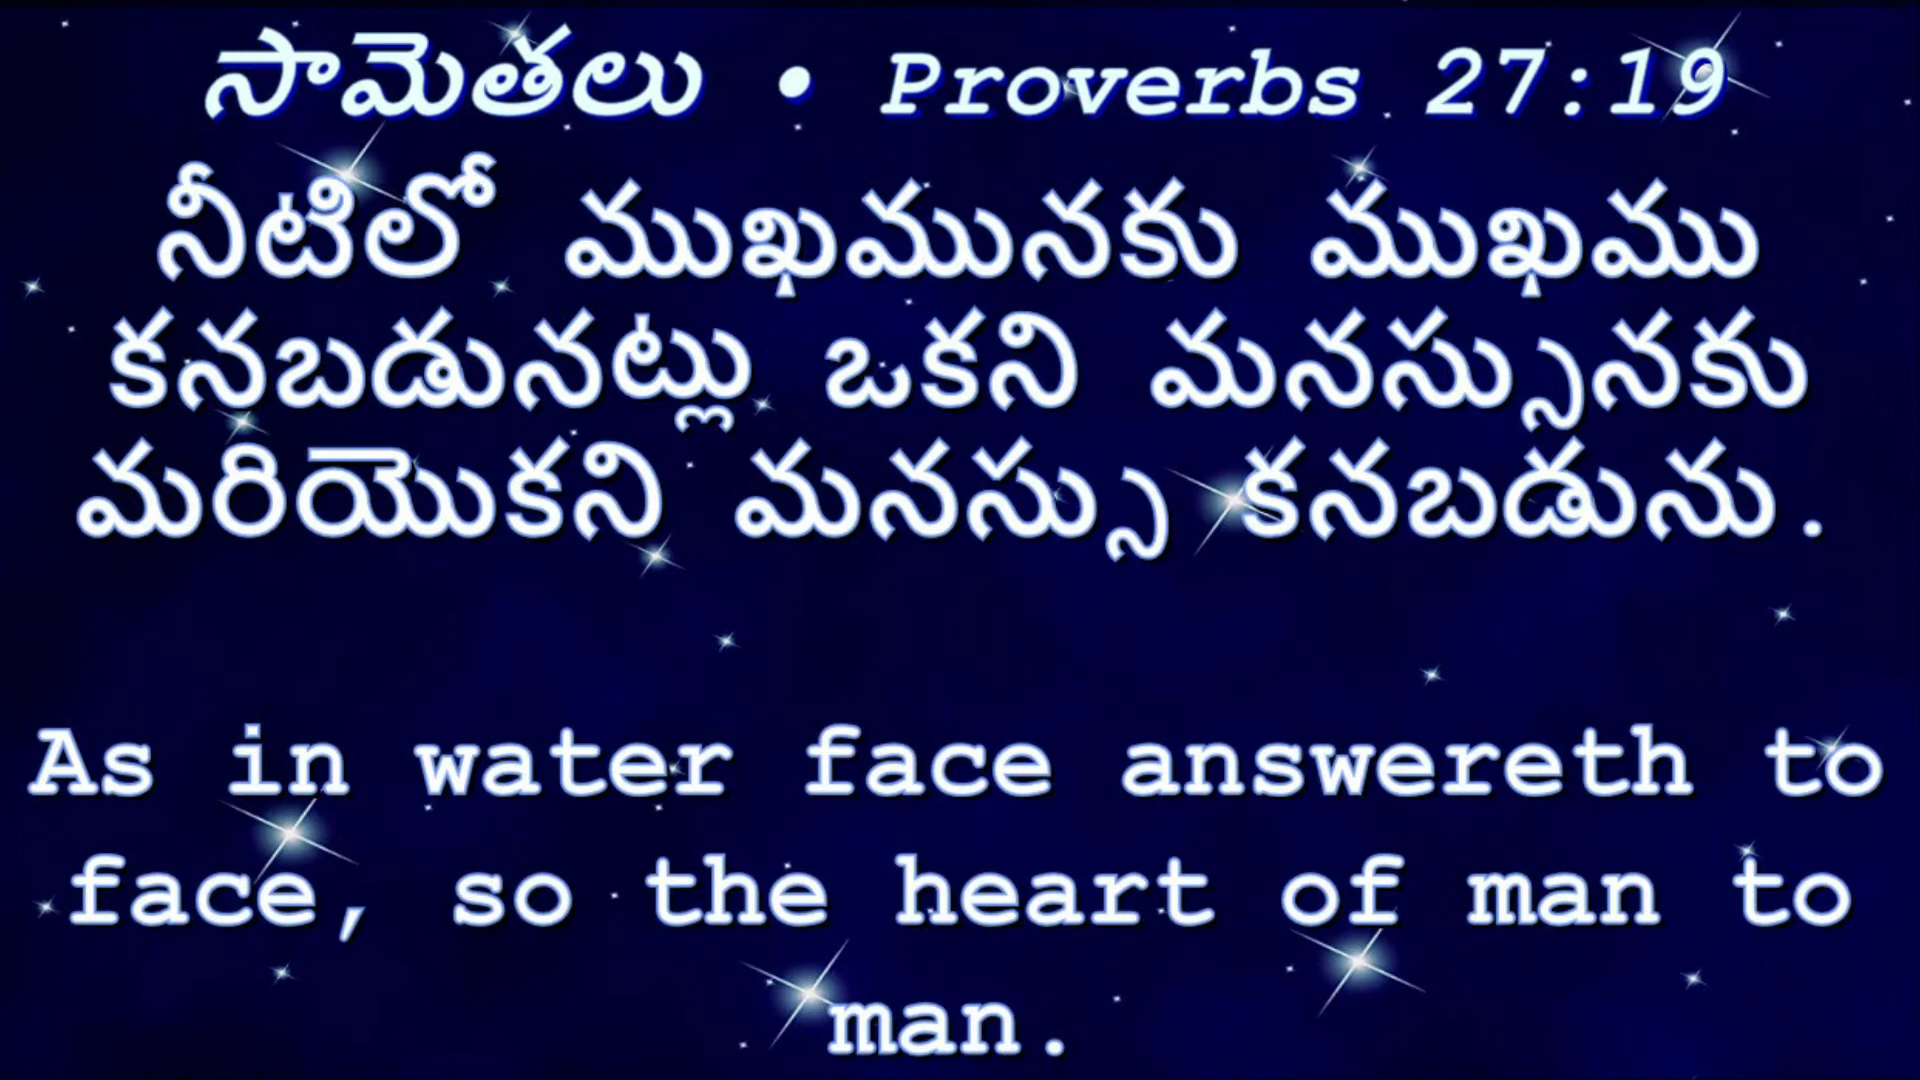 సామెతలు • Proverbs 27:19
నీటిలో ముఖమునకు ముఖము
కనబడునట్లు ఒకని మనస్సునకు
మరియొకని మనస్సు కనబడును.
As in water face answereth to
face, so the heart of man to
man.